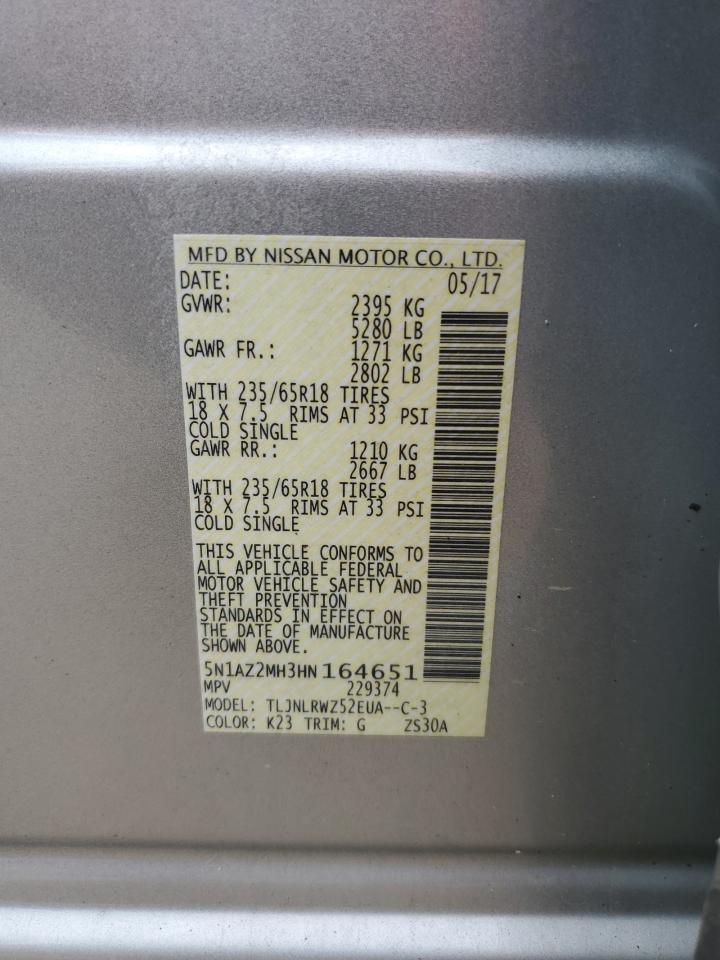 MFD BY NISSAN MOTOR CO., LTD.
DATE: 05/17
GVWR: 2395 KG
5280 LB
GAWR FR.: 1271 KG
2802 LB
WITH 235/65R18 TIRES
18 X 7.5 RIMS AT 33 PSI
COLD SINGLE
GAWR RR.: 1210 KG
2667 LB
WITH 235/65R18 TIRES
18 X 7.5 RIMS AT 33 PSI
COLD SINGLE
THIS VEHICLE CONFORMS TO
ALL APPLICABLE FEDERAL
MOTOR VEHICLE SAFETY AND
THEFT PREVENTION
STANDARDS IN EFFECT ON
THE DATE OF MANUFACTURE
SHOWN ABOVE.
5N1AZ2MH3HN164651
MPV 229374
MODEL: TLJNLRWZ52EUA--C-3
COLOR: K23 TRIM: G ZS30A